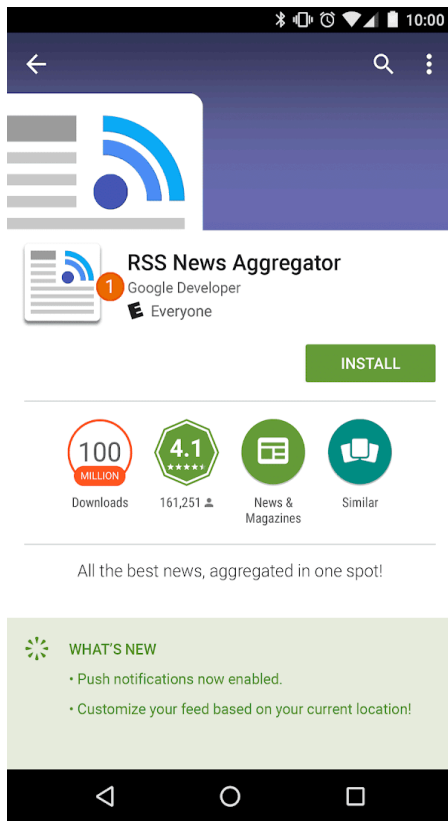 10:00
RSS News Aggregator
1
Google Developer
E Everyone
INSTALL
100
MILLION
4.1
Downloads
161,251
News &
Magazines
Similar
All the best news, aggregated in one spot!
WHAT'S NEW
• Push notifications now enabled.
• Customize your feed based on your current location!